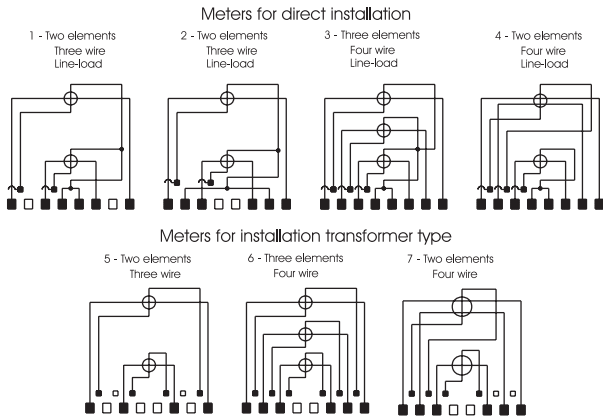 Meters for direct installation
1 - Two elements
Three wire
Line-load
2 - Two elements
Three wire
Line-load
3 - Three elements
Four wire
Line-load
4 - Two elements
Four wire
Line-load
Meters for installation transformer type
5 - Two elements
Three wire
6 - Three elements
Four wire
7 - Two elements
Four wire